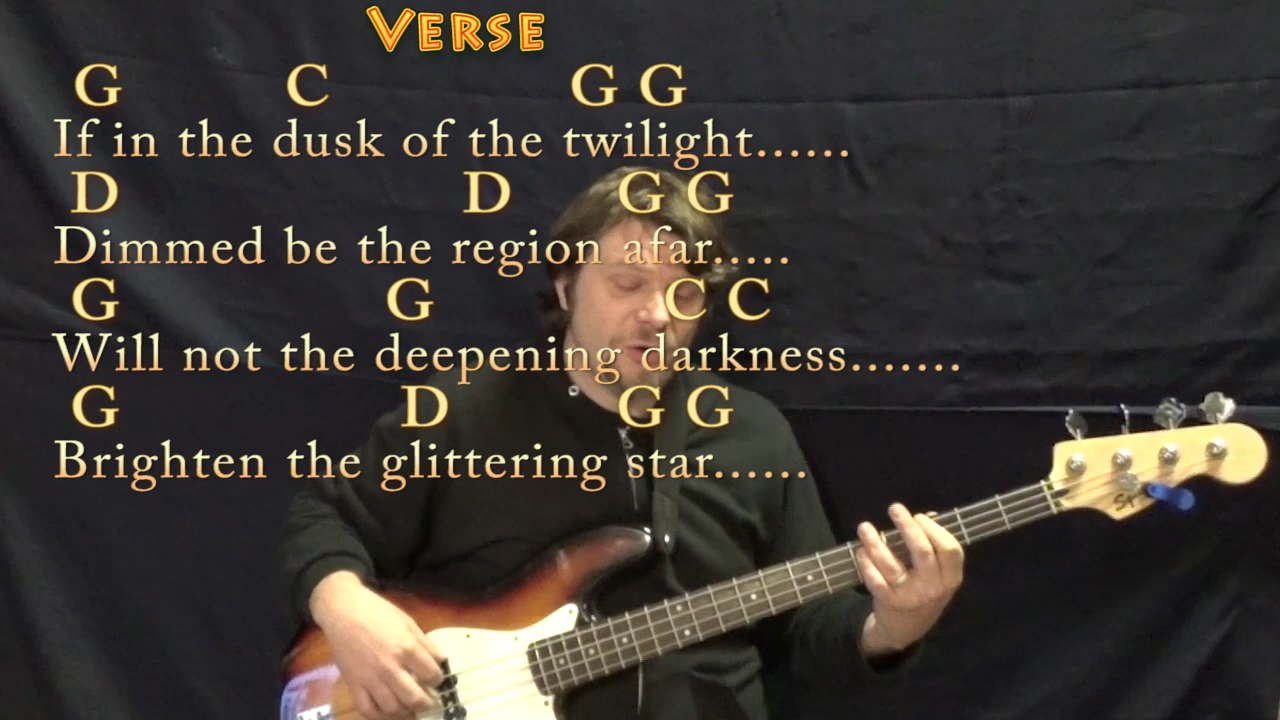 VERSE
G C G G
If in the dusk of the twilight......
D D G G
Dimmed be the region afar.....
G G C C
Will not the deepening darkness.......
G D G G
Brighten the glittering star......